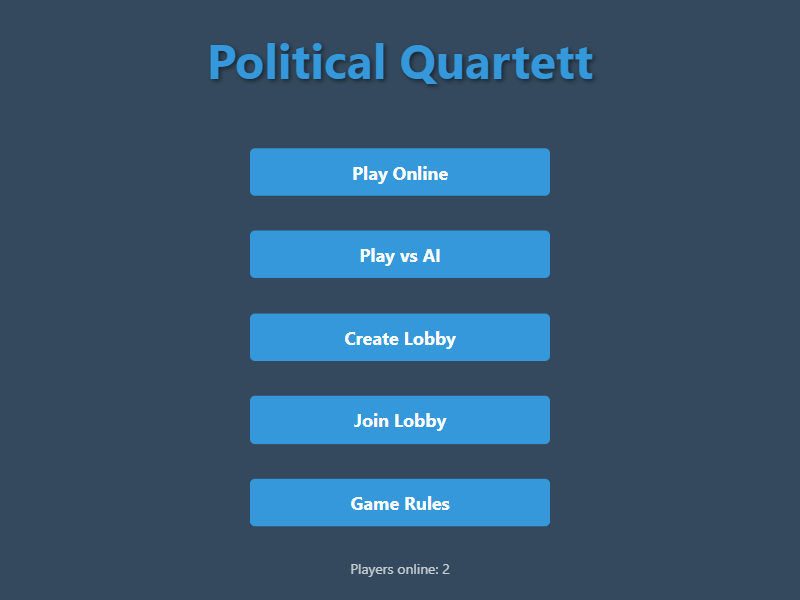 Political Quartett
Play Online
Play vs AI
Create Lobby
Join Lobby
Game Rules
Players online: 2